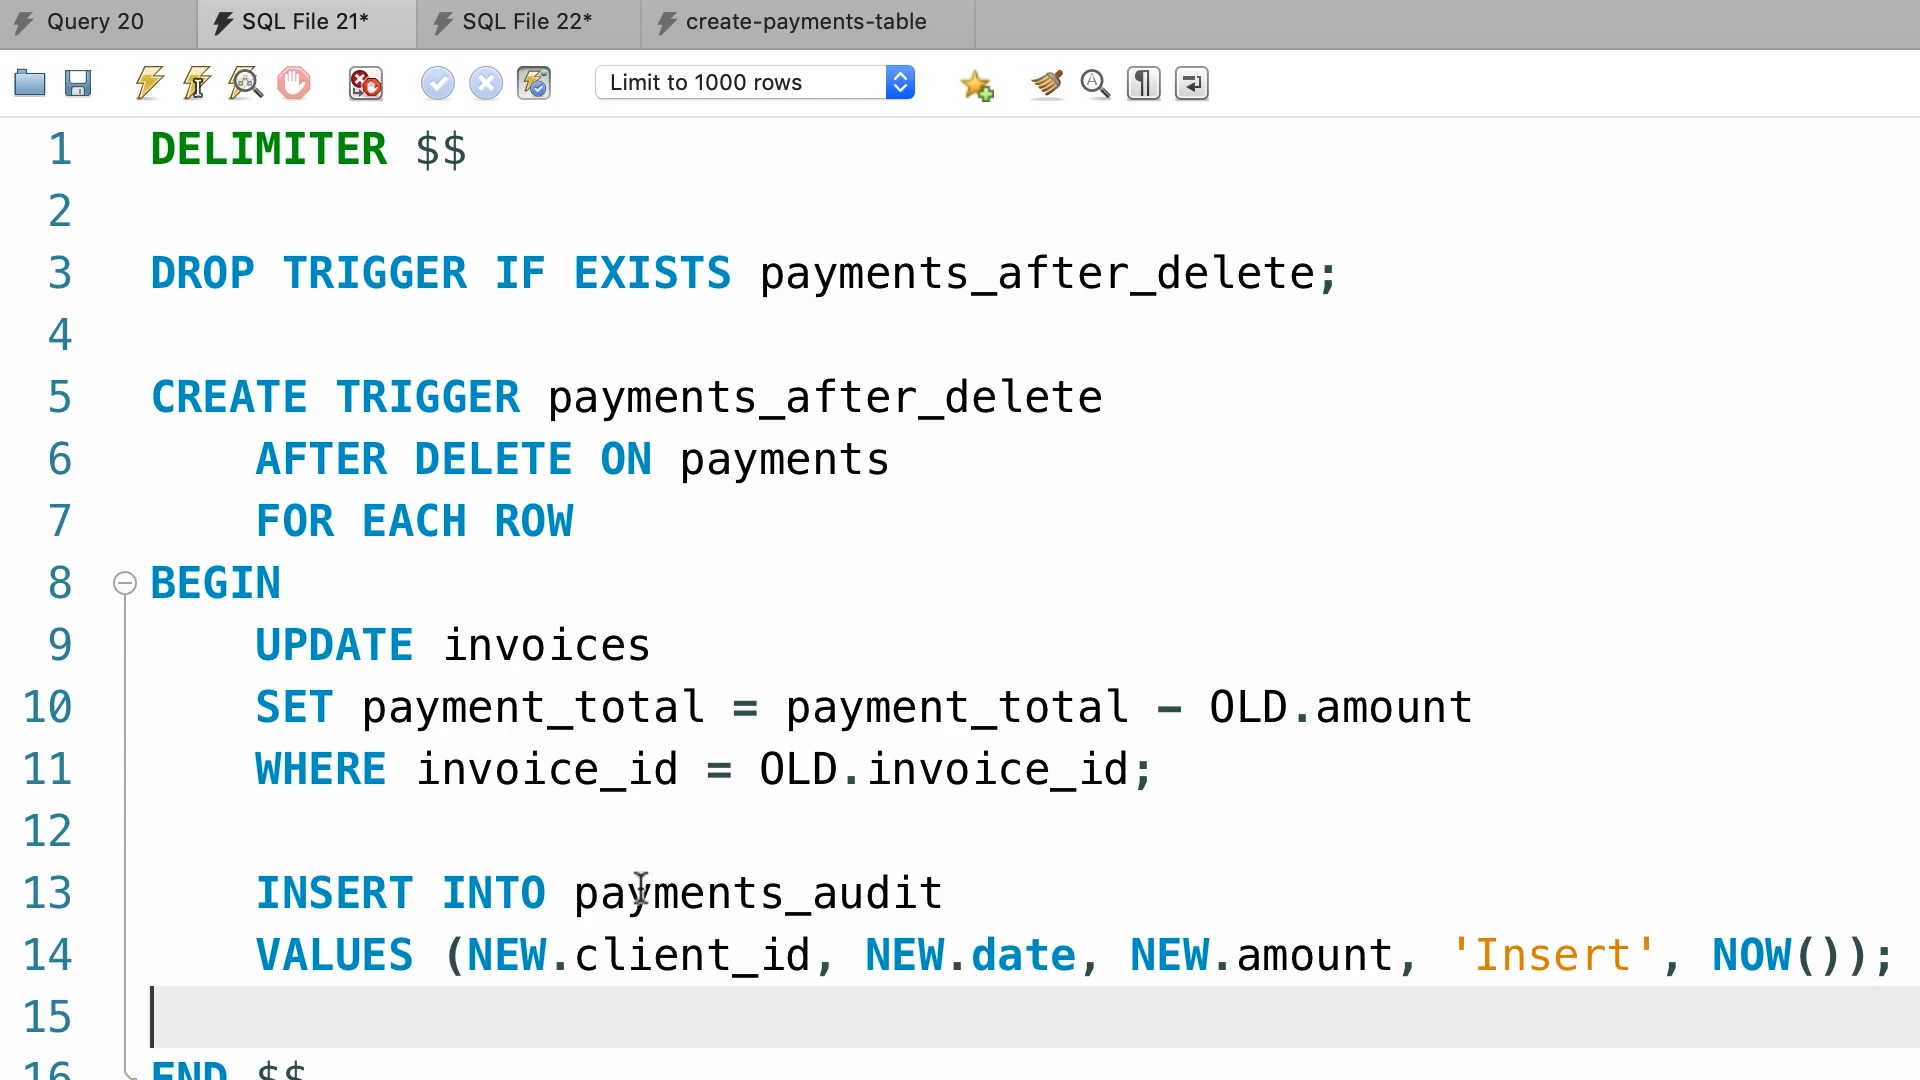 Query 20 SQL File 21* SQL File 22* create-payments-table
Limit to 1000 rows
1 DELIMITER $$
2
3 DROP TRIGGER IF EXISTS payments_after_delete;
4
5 CREATE TRIGGER payments_after_delete
6 AFTER DELETE ON payments
7 FOR EACH ROW
8 BEGIN
9 UPDATE invoices
10 SET payment_total = payment_total - OLD.amount
11 WHERE invoice_id = OLD.invoice_id;
12
13 INSERT INTO payments_audit
14 VALUES (NEW.client_id, NEW.date, NEW.amount, 'Insert', NOW());
15
16 END $$